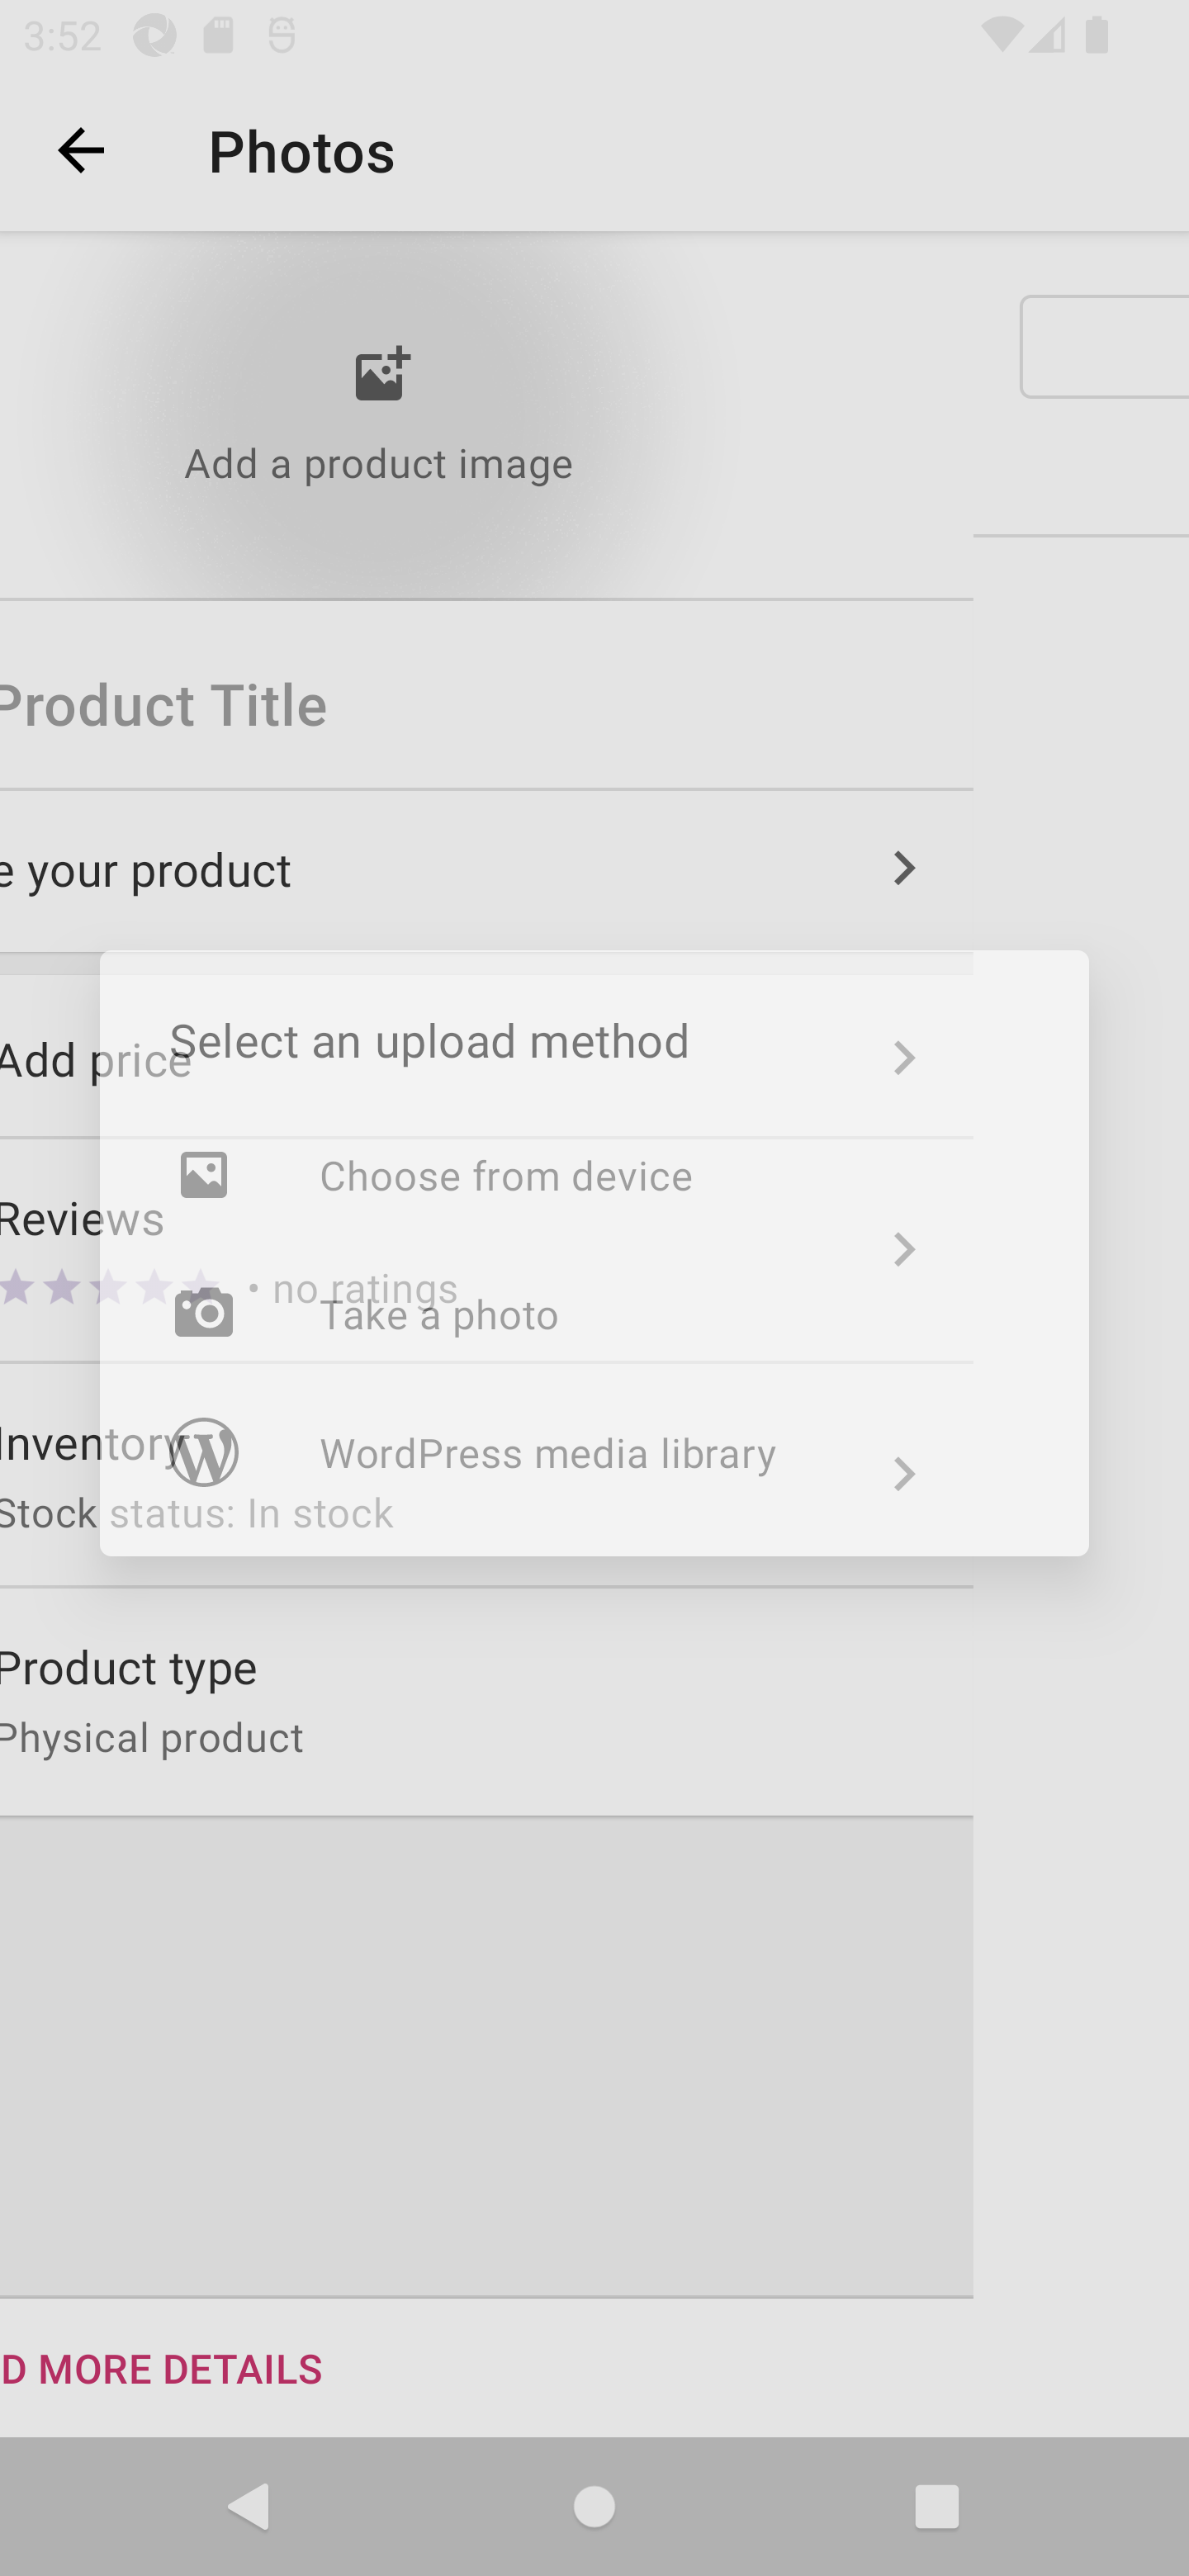 3:52
Photos
Add a product image
Product Title
e your product
Select an upload method
Add price
Choose from device
Reviews
• no ratings
Take a photo
Inventory
WordPress media library
Stock status: In stock
Product type
Physical product
D MORE DETAILS